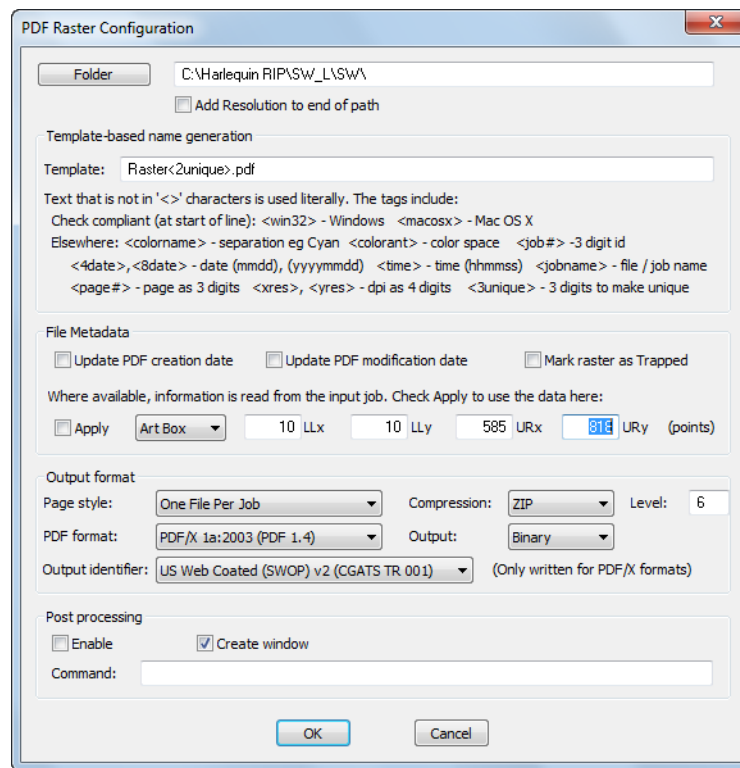 PDF Raster Configuration
x
Folder C:\Harlequin RIP\SW_L\SW\
Add Resolution to end of path
Template-based name generation
Template: Raster<2unique>.pdf
Text that is not in '<>' characters is used literally. The tags include:
Check compliant (at start of line): <win32> - Windows <macosx> - Mac OS X
Elsewhere: <colorname> - separation eg Cyan <colorant> - color space <job#> -3 digit id
<4date>,<8date> - date (mmdd), (yyyymmdd) <time> - time (hhmmss) <jobname> - file / job name
<page#> - page as 3 digits <xres>, <yres> - dpi as 4 digits <3unique> - 3 digits to make unique
File Metadata
Update PDF creation date Update PDF modification date Mark raster as Trapped
Where available, information is read from the input job. Check Apply to use the data here:
Apply Art Box 10 LLx 10 LLy 585 URx 818 URy (points)
Output format
Page style: One File Per Job Compression: ZIP Level: 6
PDF format: PDF/X 1a:2003 (PDF 1.4) Output: Binary
Output identifier: US Web Coated (SWOP) v2 (CGATS TR 001) (Only written for PDF/X formats)
Post processing
Enable Create window
Command:
OK Cancel